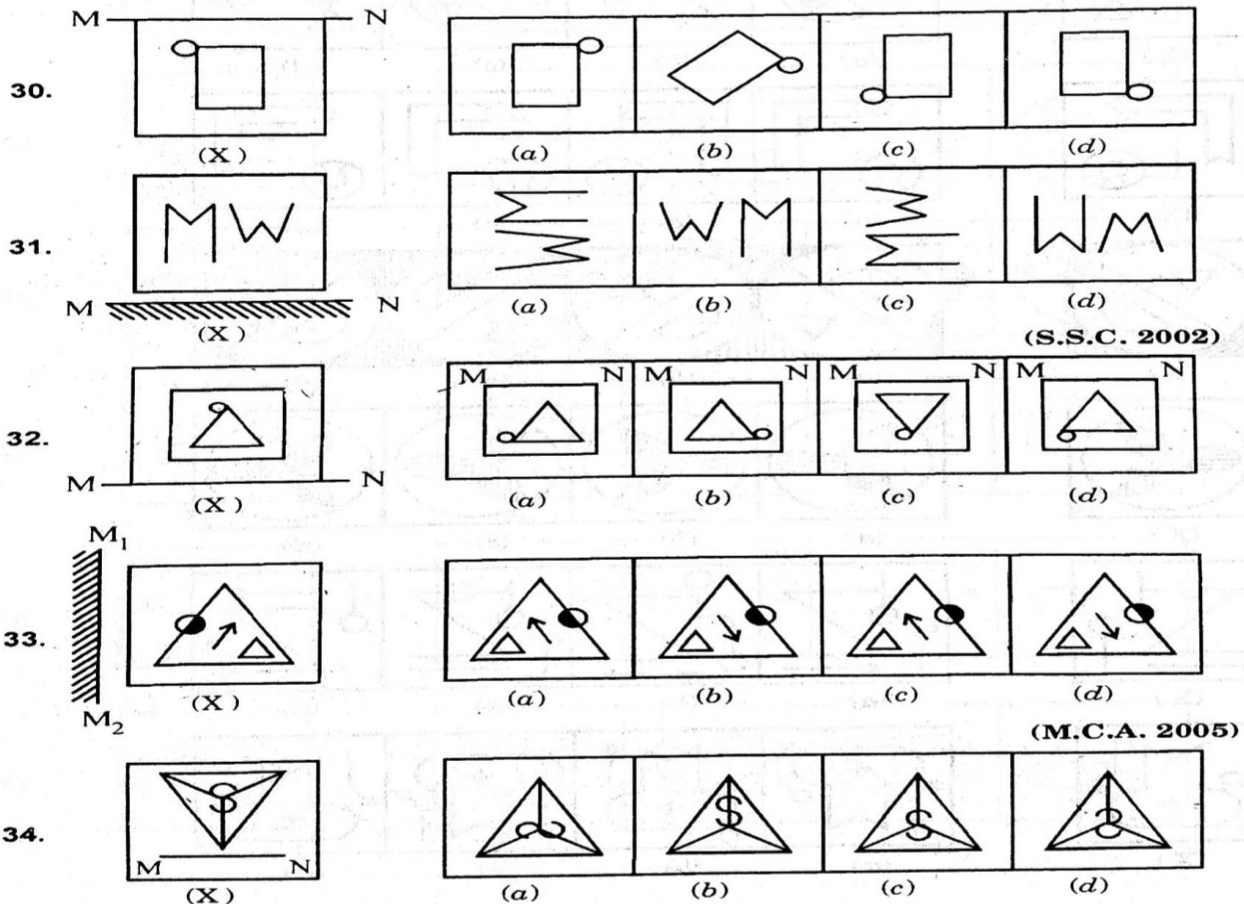 M N
30.
(X) (a) (b) (c) (d)
31.
M W
M N
(X) (a) (b) (c) (d)
(S.S.C. 2002)
M N M N M N M N
32.
M N
(X) (a) (b) (c) (d)
M1
33.
M2
(X) (a) (b) (c) (d)
(M.C.A. 2005)
34.
M N
(X) (a) (b) (c) (d)